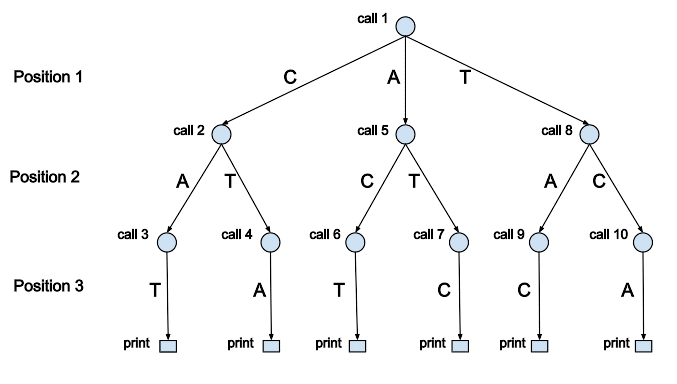 call 1
Position 1
C A T
call 2 call 5 call 8
Position 2
A T C T A C
call 3 call 4 call 6 call 7 call 9 call 10
Position 3
T A T C C A
print print print print print print